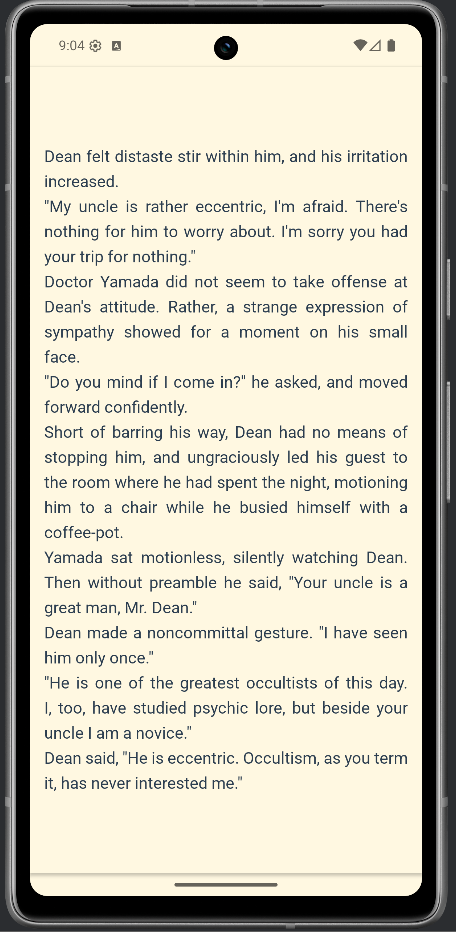 9:04
Dean felt distaste stir within him, and his irritation
increased.
"My uncle is rather eccentric, I'm afraid. There's
nothing for him to worry about. I'm sorry you had
your trip for nothing."
Doctor Yamada did not seem to take offense at
Dean's attitude. Rather, a strange expression of
sympathy showed for a moment on his small
face.
"Do you mind if I come in?" he asked, and moved
forward confidently.
Short of barring his way, Dean had no means of
stopping him, and ungraciously led his guest to
the room where he had spent the night, motioning
him to a chair while he busied himself with a
coffee-pot.
Yamada sat motionless, silently watching Dean.
Then without preamble he said, "Your uncle is a
great man, Mr. Dean."
Dean made a noncommittal gesture. "I have seen
him only once."
"He is one of the greatest occultists of this day.
I, too, have studied psychic lore, but beside your
uncle I am a novice."
Dean said, "He is eccentric. Occultism, as you term
it, has never interested me."